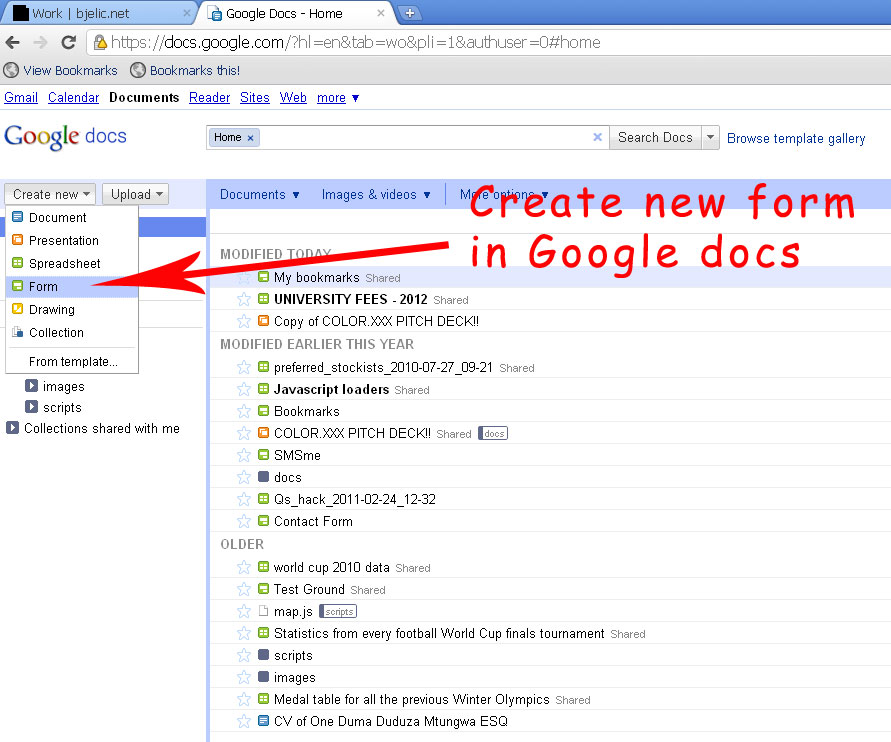 Work | bjelic.net
Google Docs - Home
https://docs.google.com/?hl=en&tab=wo&pli=1&authuser=0#home
View Bookmarks Bookmarks this!
Gmail Calendar Documents Reader Sites Web more ▼
Google docs
Home × × Search Docs Browse template gallery
Create new Upload Documents ▼ Images & videos ▼ More options ▼
Create new form
in Google docs
Document
Presentation
Spreadsheet
Form
Drawing
Collection
From template...
images
scripts
Collections shared with me
MODIFIED TODAY
My bookmarks Shared
UNIVERSITY FEES - 2012 Shared
Copy of COLOR.XXX PITCH DECK!!
MODIFIED EARLIER THIS YEAR
preferred_stockists_2010-07-27_09-21 Shared
Javascript loaders Shared
Bookmarks
COLOR.XXX PITCH DECK!! Shared docs
SMSme
docs
Qs_hack_2011-02-24_12-32
Contact Form
OLDER
world cup 2010 data Shared
Test Ground Shared
map.js scripts
Statistics from every football World Cup finals tournament Shared
scripts
images
Medal table for all the previous Winter Olympics Shared
CV of One Duma Duduza Mtungwa ESQ